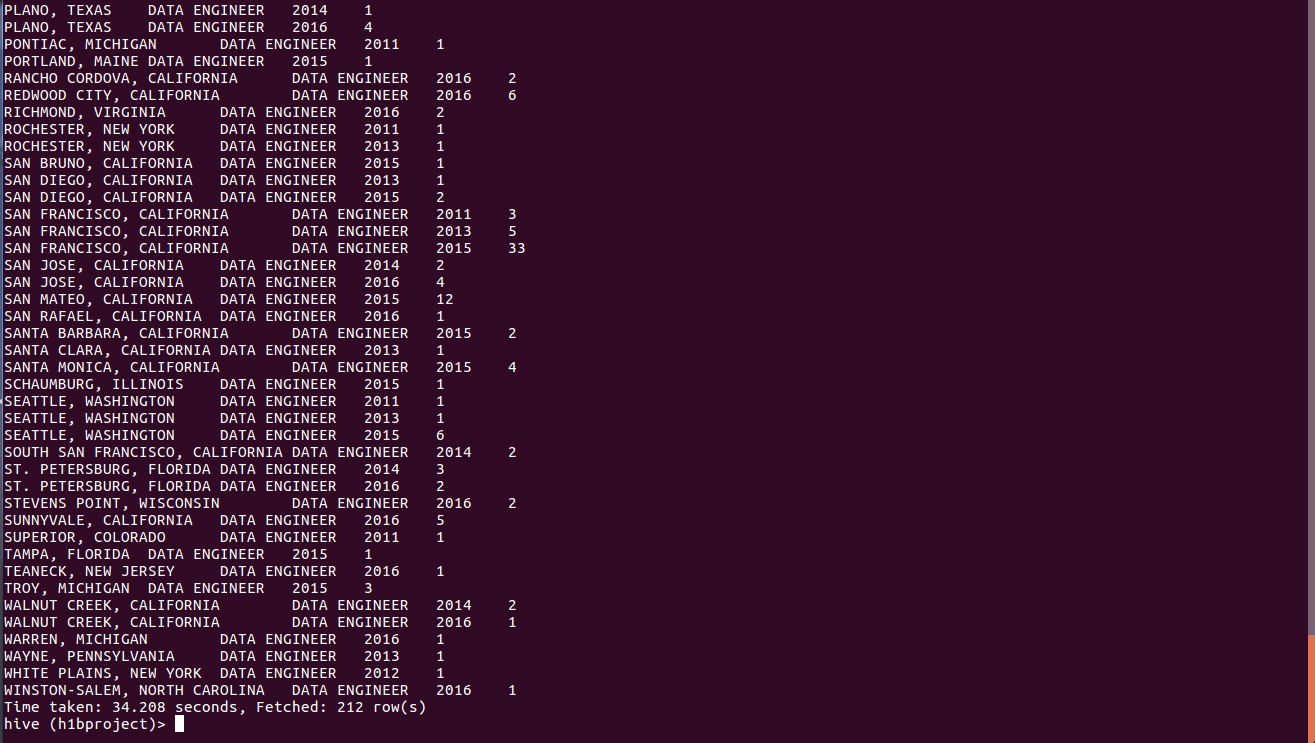 PLANO, TEXAS	DATA ENGINEER	2014	1
PLANO, TEXAS	DATA ENGINEER	2016	4
PONTIAC, MICHIGAN	DATA ENGINEER	2011	1
PORTLAND, MAINE	DATA ENGINEER	2015	1
RANCHO CORDOVA, CALIFORNIA	DATA ENGINEER	2016	2
REDWOOD CITY, CALIFORNIA	DATA ENGINEER	2016	6
RICHMOND, VIRGINIA	DATA ENGINEER	2016	2
ROCHESTER, NEW YORK	DATA ENGINEER	2011	1
ROCHESTER, NEW YORK	DATA ENGINEER	2013	1
SAN BRUNO, CALIFORNIA	DATA ENGINEER	2015	1
SAN DIEGO, CALIFORNIA	DATA ENGINEER	2013	1
SAN DIEGO, CALIFORNIA	DATA ENGINEER	2015	2
SAN FRANCISCO, CALIFORNIA	DATA ENGINEER	2011	3
SAN FRANCISCO, CALIFORNIA	DATA ENGINEER	2013	5
SAN FRANCISCO, CALIFORNIA	DATA ENGINEER	2015	33
SAN JOSE, CALIFORNIA	DATA ENGINEER	2014	2
SAN JOSE, CALIFORNIA	DATA ENGINEER	2016	4
SAN MATEO, CALIFORNIA	DATA ENGINEER	2015	12
SAN RAFAEL, CALIFORNIA	DATA ENGINEER	2016	1
SANTA BARBARA, CALIFORNIA	DATA ENGINEER	2015	2
SANTA CLARA, CALIFORNIA	DATA ENGINEER	2013	1
SANTA MONICA, CALIFORNIA	DATA ENGINEER	2015	4
SCHAUMBURG, ILLINOIS	DATA ENGINEER	2015	1
SEATTLE, WASHINGTON	DATA ENGINEER	2011	1
SEATTLE, WASHINGTON	DATA ENGINEER	2013	1
SEATTLE, WASHINGTON	DATA ENGINEER	2015	6
SOUTH SAN FRANCISCO, CALIFORNIA	DATA ENGINEER	2014	2
ST. PETERSBURG, FLORIDA	DATA ENGINEER	2014	3
ST. PETERSBURG, FLORIDA	DATA ENGINEER	2016	2
STEVENS POINT, WISCONSIN	DATA ENGINEER	2016	2
SUNNYVALE, CALIFORNIA	DATA ENGINEER	2016	5
SUPERIOR, COLORADO	DATA ENGINEER	2011	1
TAMPA, FLORIDA	DATA ENGINEER	2015	1
TEANECK, NEW JERSEY	DATA ENGINEER	2016	1
TROY, MICHIGAN	DATA ENGINEER	2015	3
WALNUT CREEK, CALIFORNIA	DATA ENGINEER	2014	2
WALNUT CREEK, CALIFORNIA	DATA ENGINEER	2016	1
WARREN, MICHIGAN	DATA ENGINEER	2016	1
WAYNE, PENNSYLVANIA	DATA ENGINEER	2013	1
WHITE PLAINS, NEW YORK	DATA ENGINEER	2012	1
WINSTON-SALEM, NORTH CAROLINA	DATA ENGINEER	2016	1
Time taken: 34.208 seconds, Fetched: 212 row(s)
hive (h1bproject)>